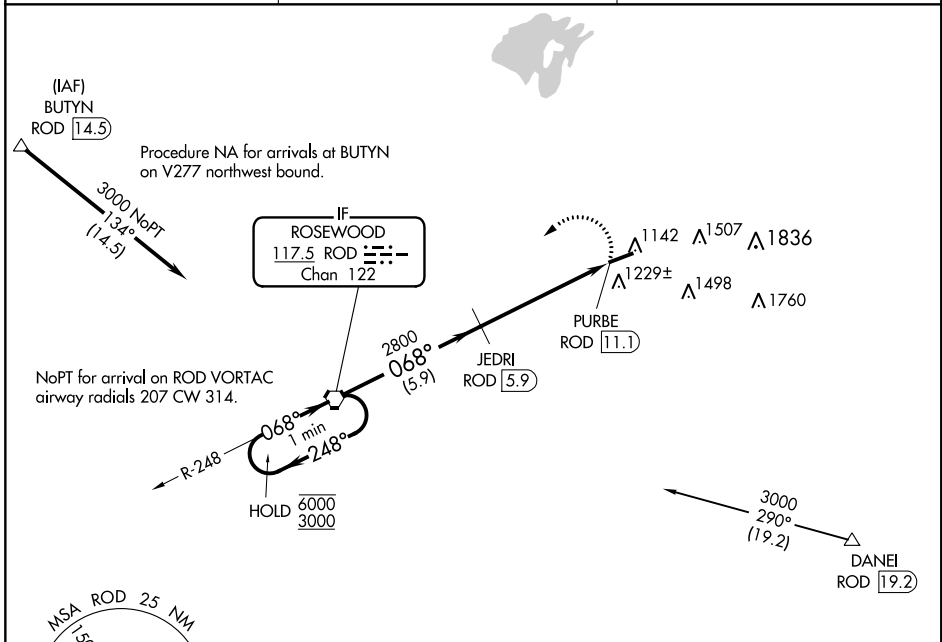 (IAF)
BUTYN
ROD 14.5
Procedure NA for arrivals at BUTYN
on V277 northwest bound.
3000 NoPT
134°
(14.5)
IF
ROSEWOOD
117.5 ROD
Chan 122
1142
1507
1836
1229±
1498
1760
PURBE
ROD 11.1
2800
068°
(5.9)
JEDRI
ROD 5.9
NoPT for arrival on ROD VORTAC
airway radials 207 CW 314.
068°
1 min
248°
R-248
HOLD 6000
3000
3000
290°
(19.2)
DANEI
ROD 19.2
MSA ROD 25 NM